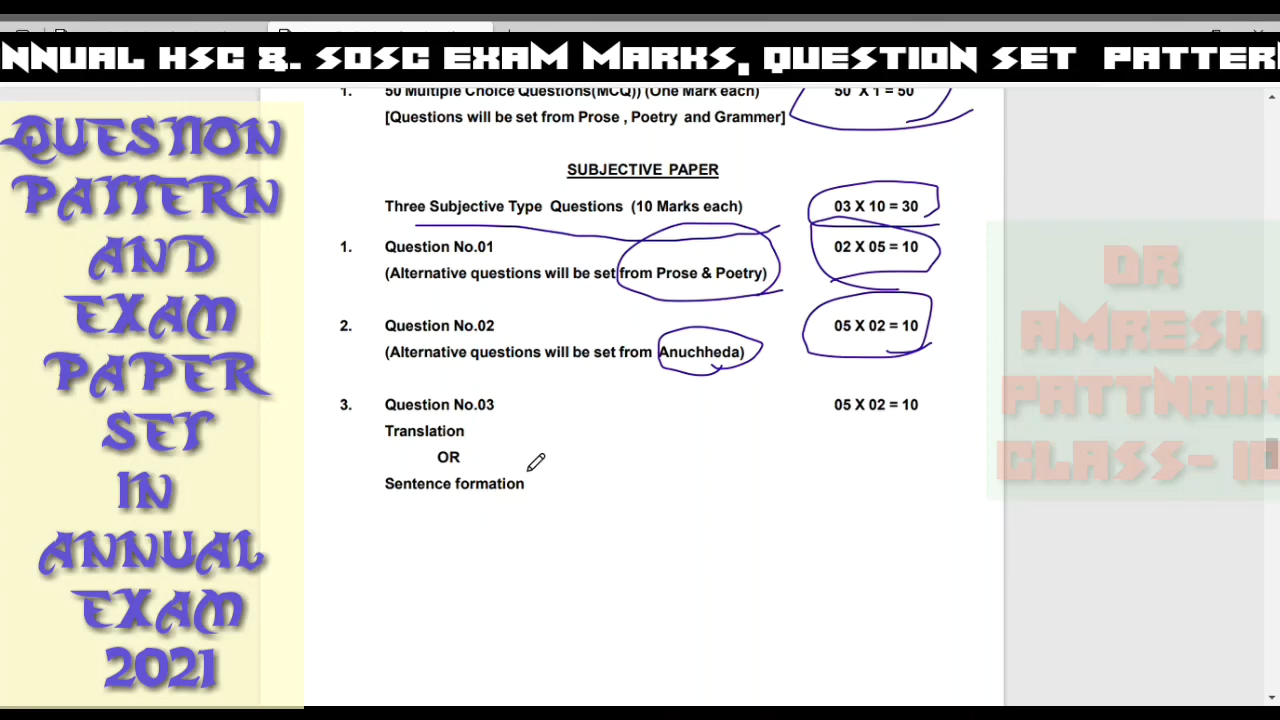 NNUAL HSC & SOSC EXAM MARKS, QUESTION SET PATTER
1. 50 Multiple Choice Questions(MCQ)) (One Mark each) 50 X 1 = 50
[Questions will be set from Prose , Poetry and Grammer]
SUBJECTIVE PAPER
Three Subjective Type Questions (10 Marks each) 03 X 10 = 30
1. Question No.01 02 X 05 = 10
(Alternative questions will be set from Prose & Poetry)
2. Question No.02 05 X 02 = 10
(Alternative questions will be set from Anuchheda)
3. Question No.03 05 X 02 = 10
Translation
OR
Sentence formation
QUESTION
PATTERN
AND
EXAM
PAPER
SET
IN
ANNUAL
EXAM
2021
DR
AMRESH
PATTNAIK
CLASS- 10